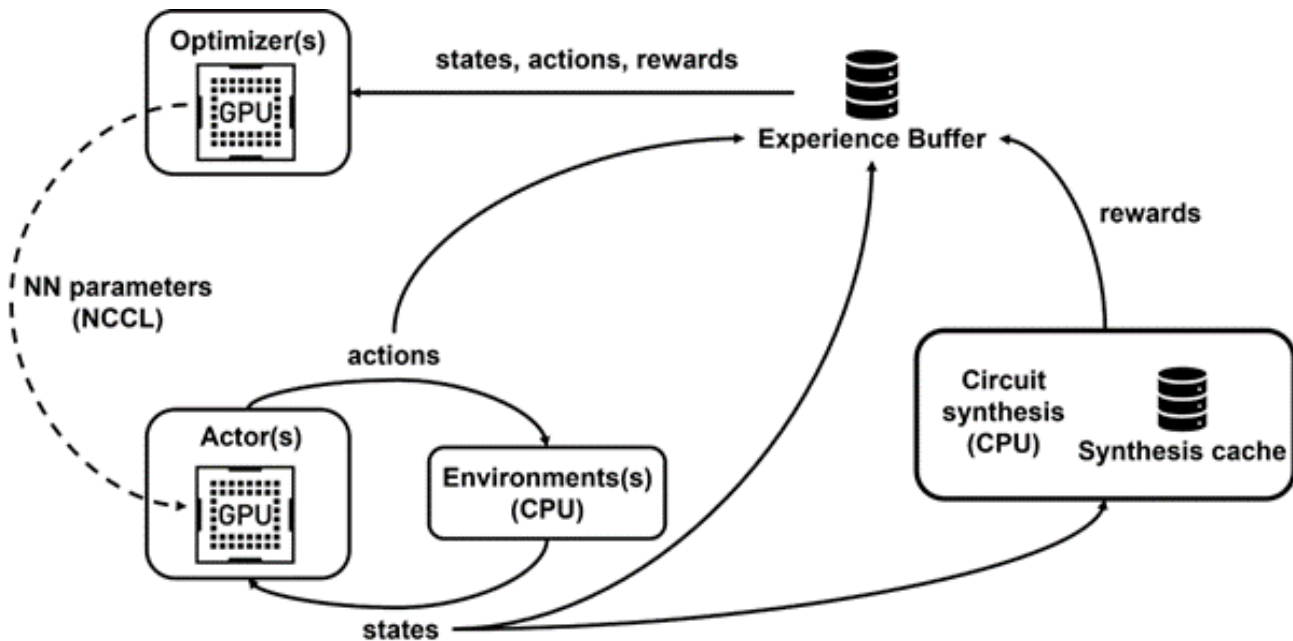 Optimizer(s)
GPU
states, actions, rewards
Experience Buffer
rewards
NN parameters
(NCCL)
actions
Actor(s)
GPU
Environments(s)
(CPU)
Circuit
synthesis
(CPU)
Synthesis cache
states